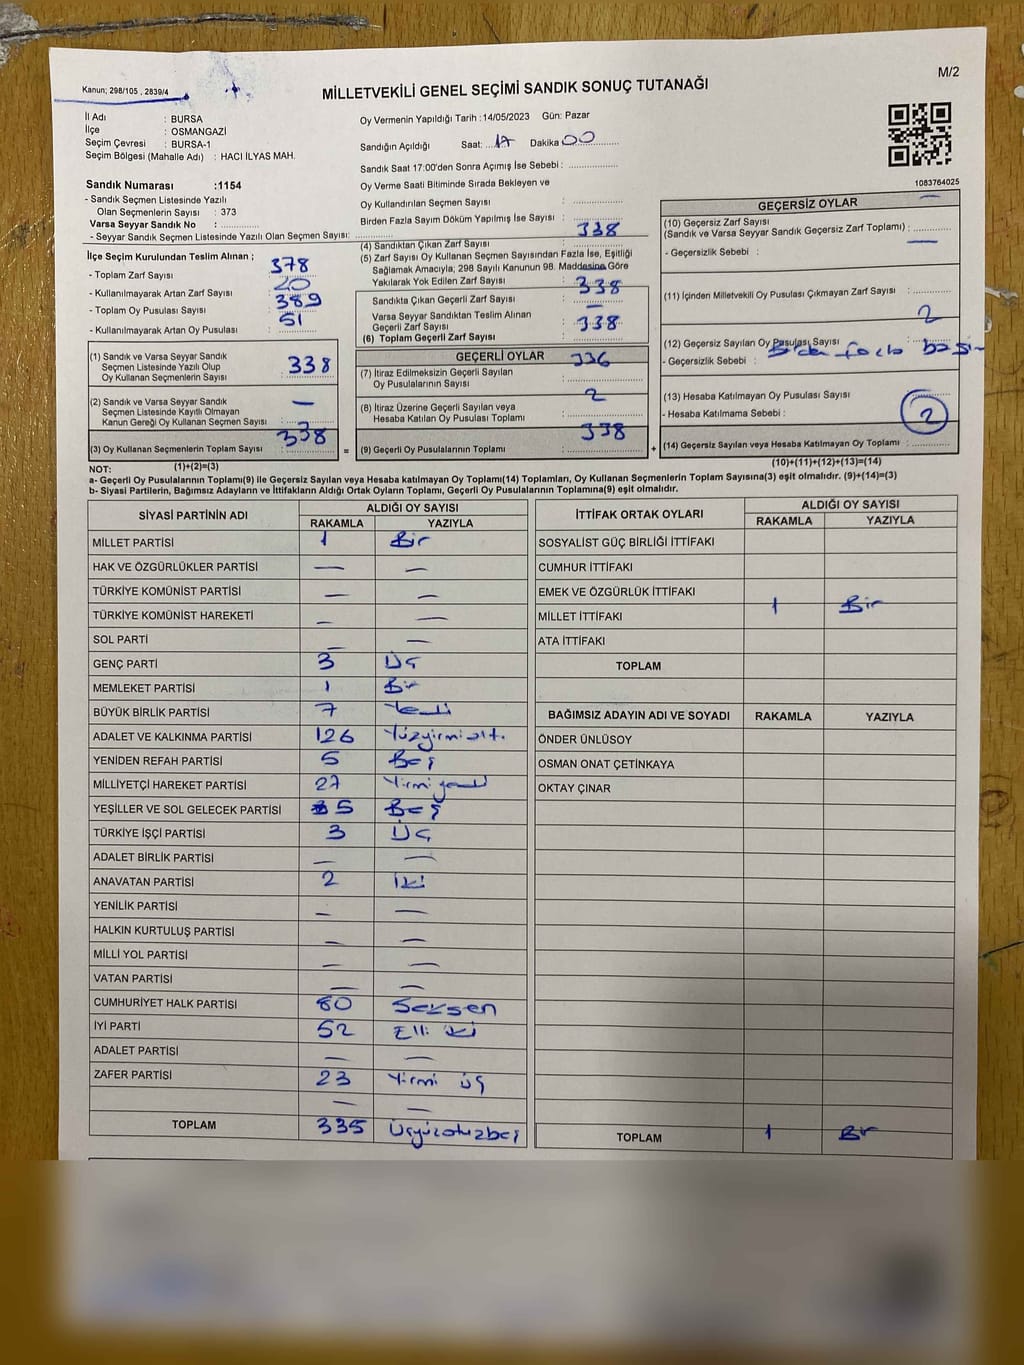 Kanun; 298/105 , 2839/4
M/2
MİLLETVEKİLİ GENEL SEÇİMİ SANDIK SONUÇ TUTANAĞI
İl Adı : BURSA
İlçe : OSMANGAZİ
Seçim Çevresi : BURSA-1
Seçim Bölgesi (Mahalle Adı) : HACI İLYAS MAH.
Sandık Numarası :1154
- Sandık Seçmen Listesinde Yazılı
Olan Seçmenlerin Sayısı : 373
Varsa Seyyar Sandık No :
- Seyyar Sandık Seçmen Listesinde Yazılı Olan Seçmen Sayısı:
Oy Vermenin Yapıldığı Tarih :14/05/2023 Gün: Pazar
Sandığın Açıldığı Saat: 17 Dakika 00
Sandık Saat 17:00'den Sonra Açımış İse Sebebi :
Oy Verme Saati Bitiminde Sırada Bekleyen ve
Oy Kullandırılan Seçmen Sayısı :
Birden Fazla Sayım Döküm Yapılmış İse Sayısı :
1083764025
İlçe Seçim Kurulundan Teslim Alınan ;
- Toplam Zarf Sayısı : 378
- Kullanılmayarak Artan Zarf Sayısı : 20
- Toplam Oy Pusulası Sayısı : 389
- Kullanılmayarak Artan Oy Pusulası : 51
(1) Sandık ve Varsa Seyyar Sandık
Seçmen Listesinde Yazılı Olup
Oy Kullanan Seçmenlerin Sayısı : 338
(2) Sandık ve Varsa Seyyar Sandık
Seçmen Listesinde Kayıtlı Olmayan
Kanun Gereği Oy Kullanan Seçmen Sayısı : —
(3) Oy Kullanan Seçmenlerin Toplam Sayısı : 338
(4) Sandıktan Çıkan Zarf Sayısı : 338
(5) Zarf Sayısı Oy Kullanan Seçmen Sayısından Fazla İse, Eşitliği
Sağlamak Amacıyla; 298 Sayılı Kanunun 98. Maddesine Göre
Yakılarak Yok Edilen Zarf Sayısı : —
Sandıkta Çıkan Geçerli Zarf Sayısı : 338
Varsa Seyyar Sandıktan Teslim Alınan
Geçerli Zarf Sayısı : —
(6) Toplam Geçerli Zarf Sayısı : 338
GEÇERLİ OYLAR
(7) İtiraz Edilmeksizin Geçerli Sayılan
Oy Pusulalarının Sayısı : 336
(8) İtiraz Üzerine Geçerli Sayılan veya
Hesaba Katılan Oy Pusulası Toplamı : 2
(9) Geçerli Oy Pusulalarının Toplamı : 338
GEÇERSİZ OYLAR
(10) Geçersiz Zarf Sayısı
(Sandık ve Varsa Seyyar Sandık Geçersiz Zarf Toplamı) : —
- Geçersizlik Sebebi : —
(11) İçinden Milletvekili Oy Pusulası Çıkmayan Zarf Sayısı :
(12) Geçersiz Sayılan Oy Pusulası Sayısı : 2
- Geçersizlik Sebebi :
(13) Hesaba Katılmayan Oy Pusulası Sayısı :
- Hesaba Katılmama Sebebi :
(14) Geçersiz Sayılan veya Hesaba Katılmayan Oy Toplamı : 2
NOT: (1)+(2)=(3)
(10)+(11)+(12)+(13)=(14)
a- Geçerli Oy Pusulalarının Toplamı(9) ile Geçersiz Sayılan veya Hesaba katılmayan Oy Toplamı(14) Toplamları, Oy Kullanan Seçmenlerin Toplam Sayısına(3) eşit olmalıdır. (9)+(14)=(3)
b- Siyasi Partilerin, Bağımsız Adayların ve İttifakların Aldığı Ortak Oyların Toplamı, Geçerli Oy Pusulalarının Toplamına(9) eşit olmalıdır.
SİYASİ PARTİNİN ADI ALDIĞI OY SAYISI
RAKAMLA YAZIYLA
MİLLET PARTİSİ 1 Bir
HAK VE ÖZGÜRLÜKLER PARTİSİ — —
TÜRKİYE KOMÜNİST PARTİSİ — —
TÜRKİYE KOMÜNİST HAREKETİ — —
SOL PARTİ — —
GENÇ PARTİ 3 Üç
MEMLEKET PARTİSİ 1 Bir
BÜYÜK BİRLİK PARTİSİ 7 Yedi
ADALET VE KALKINMA PARTİSİ 126 Yüzyirmialtı
YENİDEN REFAH PARTİSİ 5 Beş
MİLLİYETÇİ HAREKET PARTİSİ 27 Yirmiyedi
YEŞİLLER VE SOL GELECEK PARTİSİ 5 Beş
TÜRKİYE İŞÇİ PARTİSİ 3 Üç
ADALET BİRLİK PARTİSİ — —
ANAVATAN PARTİSİ 2 İki
YENİLİK PARTİSİ — —
HALKIN KURTULUŞ PARTİSİ — —
MİLLİ YOL PARTİSİ — —
VATAN PARTİSİ — —
CUMHURİYET HALK PARTİSİ 80 Seksen
İYİ PARTİ 52 Elli iki
ADALET PARTİSİ — —
ZAFER PARTİSİ 23 Yirmi üç
— —
TOPLAM 335 Üçyüzotuzbeş
İTTİFAK ORTAK OYLARI ALDIĞI OY SAYISI
RAKAMLA YAZIYLA
SOSYALİST GÜÇ BİRLİĞİ İTTİFAKI
CUMHUR İTTİFAKI
EMEK VE ÖZGÜRLÜK İTTİFAKI
MİLLET İTTİFAKI 1 Bir
ATA İTTİFAKI
TOPLAM
BAĞIMSIZ ADAYIN ADI VE SOYADI RAKAMLA YAZIYLA
ÖNDER ÜNLÜSOY
OSMAN ONAT ÇETİNKAYA
OKTAY ÇINAR
TOPLAM 1 Bir